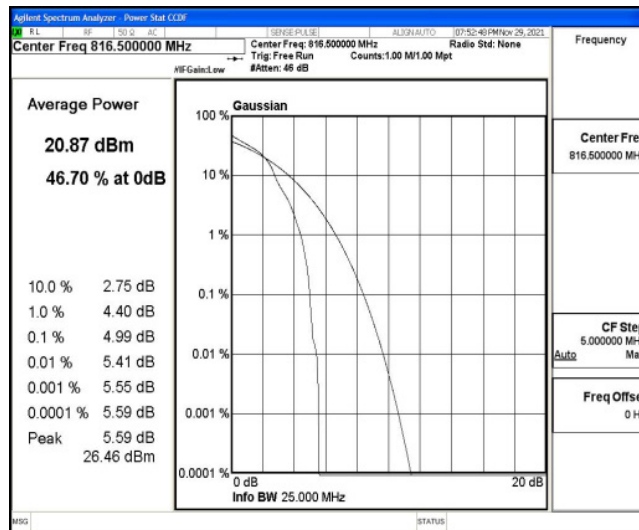 Agilent Spectrum Analyzer - Power Stat CCDF
RL RF 50 Ω AC SENSE:PULSE ALIGNAUTO 07:52:48 PM Nov 29, 2021
Center Freq 816.500000 MHz
Center Freq: 816.500000 MHz Radio Std: None
Trig: Free Run Counts:1.00 M/1.00 Mpt
#IFGain:Low #Atten: 46 dB
Frequency
Average Power
20.87 dBm
46.70 % at 0dB
10.0 % 2.75 dB
1.0 % 4.40 dB
0.1 % 4.99 dB
0.01 % 5.41 dB
0.001 % 5.55 dB
0.0001 % 5.59 dB
Peak 5.59 dB
26.46 dBm
Gaussian
100 %
10 %
1 %
0.1 %
0.01 %
0.001 %
0.0001 %
0 dB 20 dB
Info BW 25.000 MHz
Center Fre
816.500000 MH
CF Ste
5.000000 MH
Auto Ma
Freq Offse
0 H
MSG STATUS